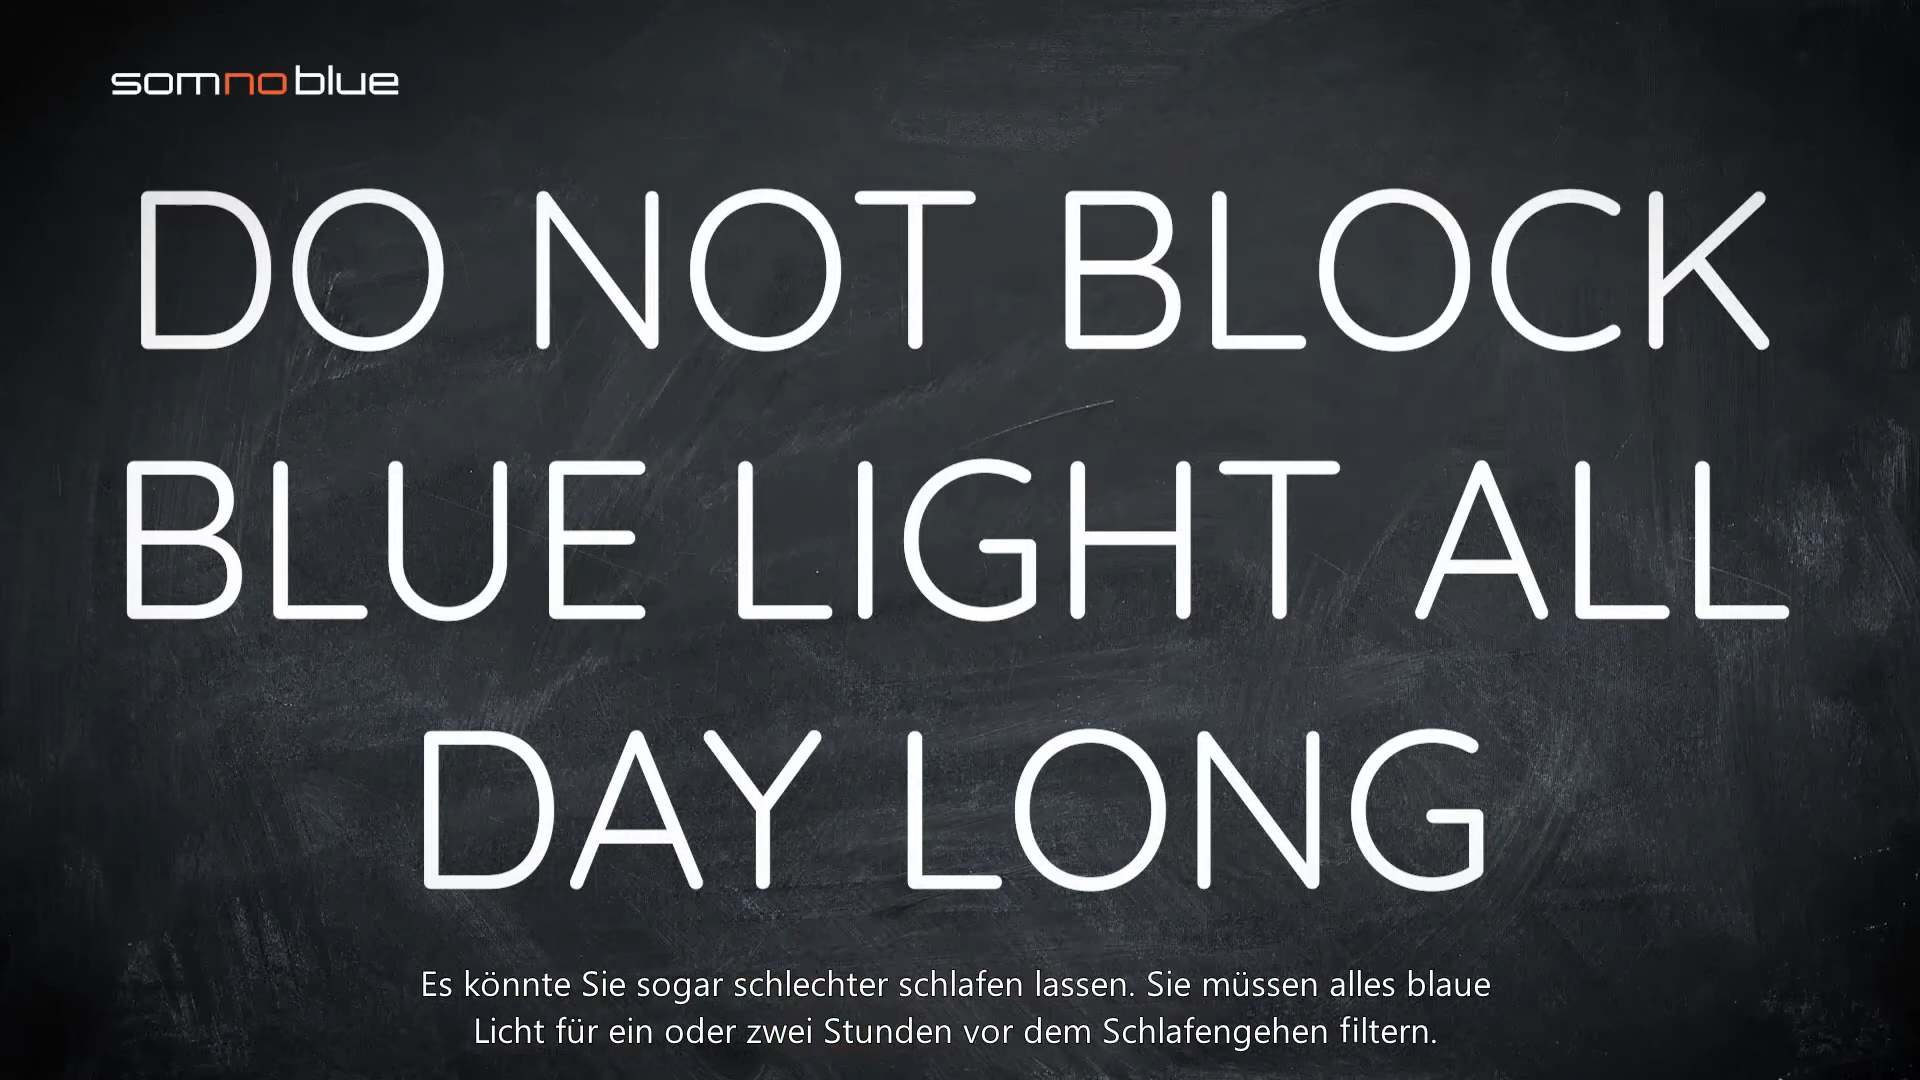 somnoblue
DO NOT BLOCK
BLUE LIGHT ALL
DAY LONG
Es könnte Sie sogar schlechter schlafen lassen. Sie müssen alles blaue
Licht für ein oder zwei Stunden vor dem Schlafengehen filtern.